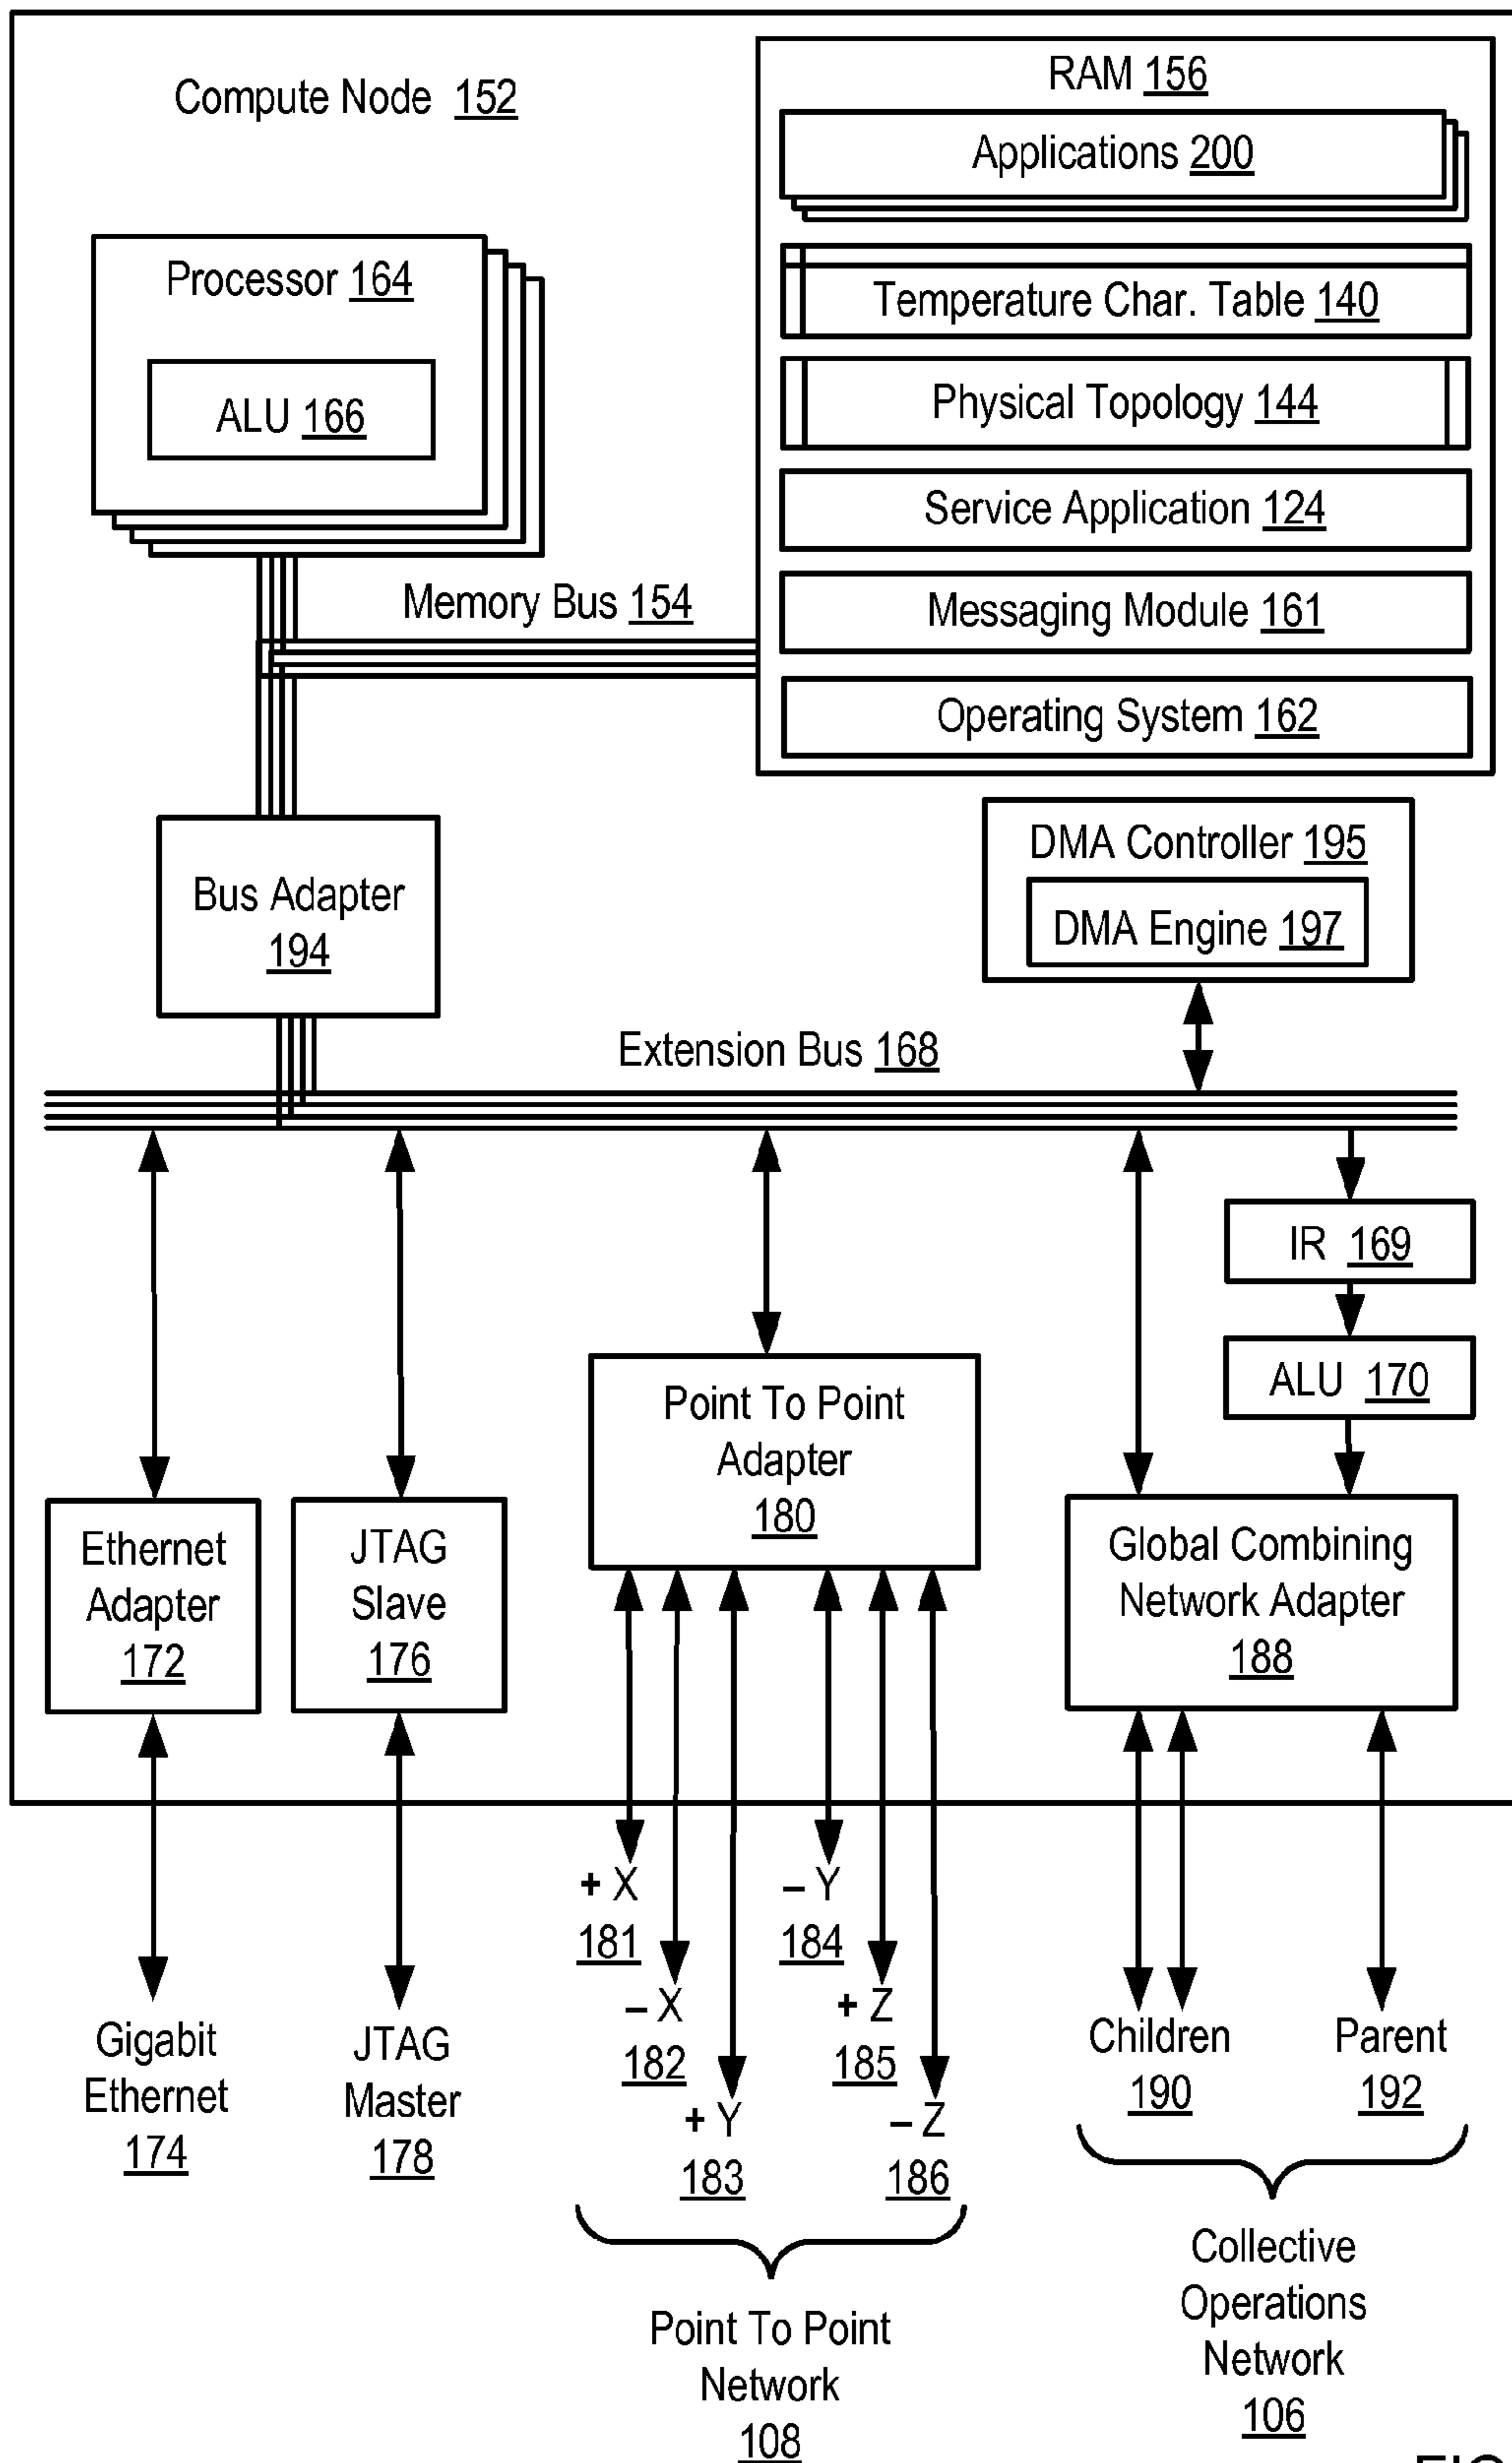 Compute Node 152
RAM 156
Applications 200
Temperature Char. Table 140
Physical Topology 144
Service Application 124
Messaging Module 161
Operating System 162
Processor 164
ALU 166
Memory Bus 154
Bus Adapter
194
DMA Controller 195
DMA Engine 197
Extension Bus 168
IR 169
ALU 170
Point To Point
Adapter
180
Ethernet
Adapter
172
JTAG
Slave
176
Global Combining
Network Adapter
188
+ X
181
– X
182
+ Y
183
– Y
184
+ Z
185
– Z
186
Gigabit
Ethernet
174
JTAG
Master
178
Children
190
Parent
192
Point To Point
Network
108
Collective
Operations
Network
106